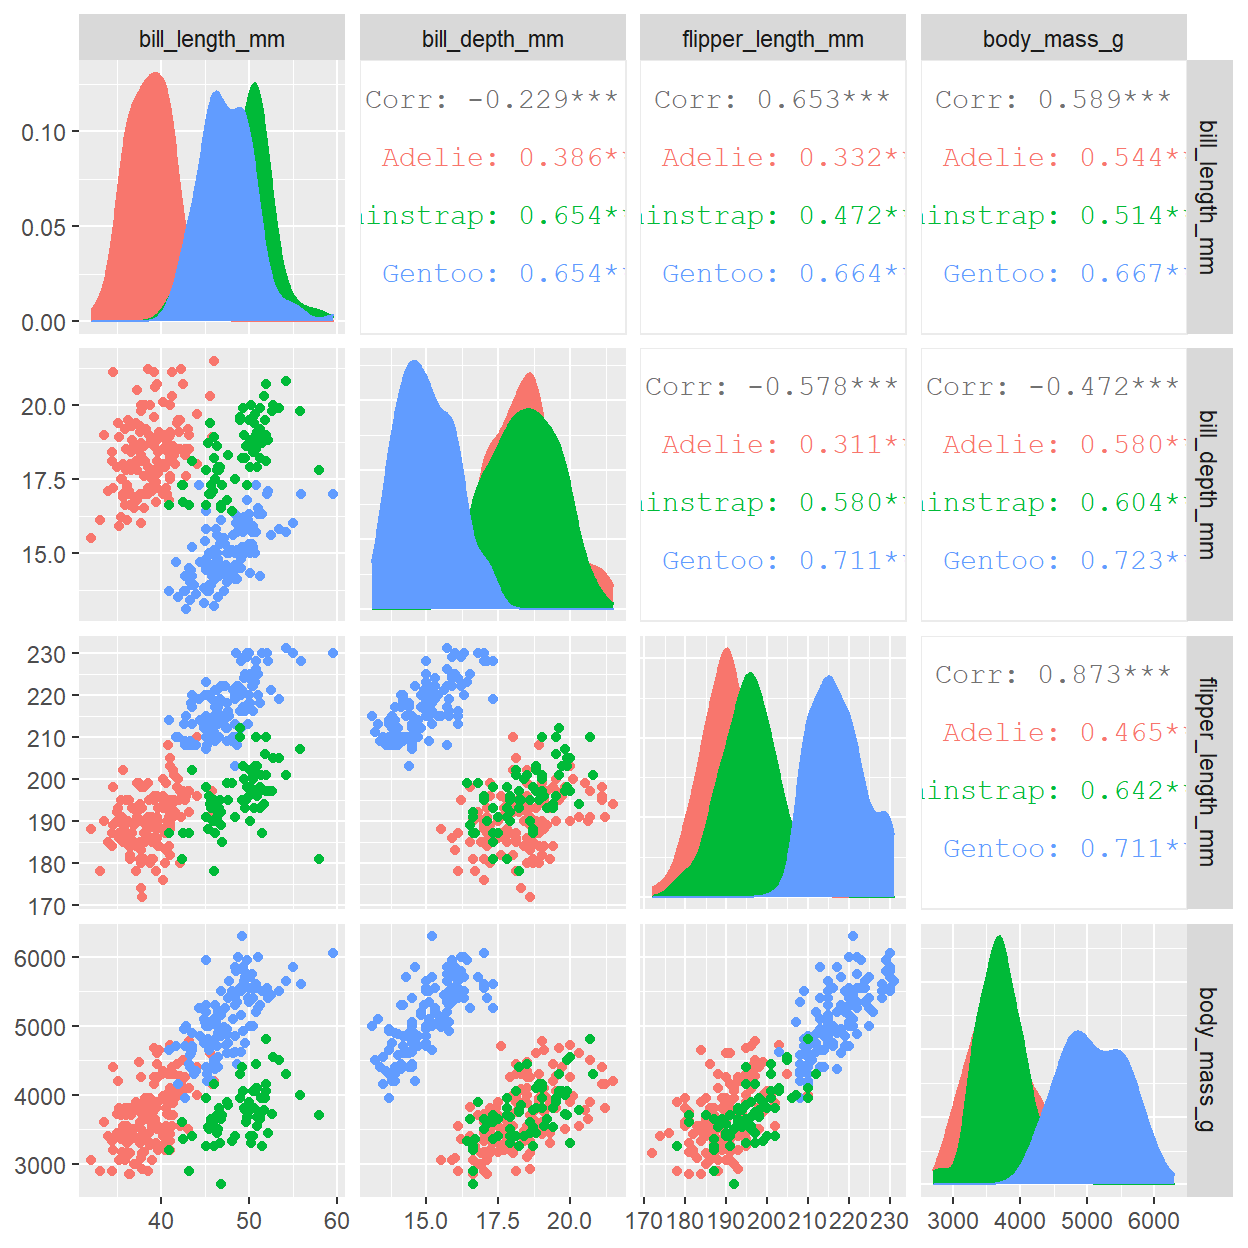 bill_length_mm bill_depth_mm flipper_length_mm body_mass_g
Corr: -0.229*** Corr: 0.653*** Corr: 0.589***
0.10
Adelie: 0.386* Adelie: 0.332* Adelie: 0.544*
ainstrap: 0.654* ainstrap: 0.472* ainstrap: 0.514*
0.05
Gentoo: 0.654* Gentoo: 0.664* Gentoo: 0.667*
0.00
bill_length_mm
Corr: -0.578*** Corr: -0.472***
20.0
Adelie: 0.311* Adelie: 0.580*
17.5
ainstrap: 0.580* ainstrap: 0.604*
15.0
Gentoo: 0.711* Gentoo: 0.723*
bill_depth_mm
230
Corr: 0.873***
220
210
Adelie: 0.465*
200
ainstrap: 0.642*
190
180
Gentoo: 0.711*
170
flipper_length_mm
6000
5000
4000
3000
body_mass_g
40 50 60 15.0 17.5 20.0 170 180 190 200 210 220 230 3000 4000 5000 6000